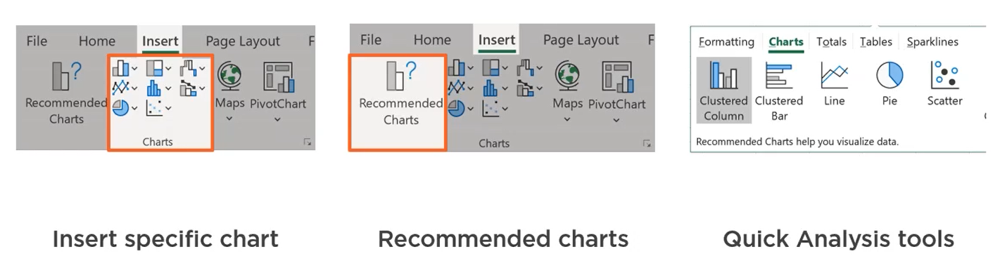 File Home Insert Page Layout F
Recommended Charts
Maps
PivotChart
Charts
File Home Insert Page Layout F
Recommended Charts
Maps
PivotChart
Charts
Formatting Charts Totals Tables Sparklines
Clustered Column
Clustered Bar
Line
Pie
Scatter
Recommended Charts help you visualize data.
Insert specific chart
Recommended charts
Quick Analysis tools